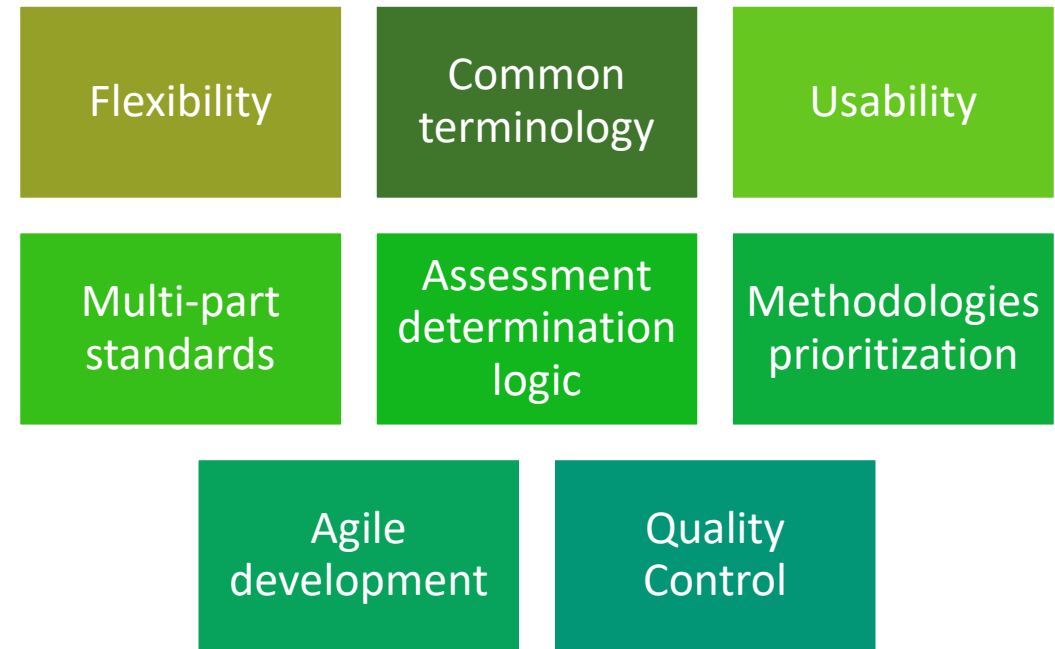 Flexibility
Common
terminology
Usability
Multi-part
standards
Assessment
determination
logic
Methodologies
prioritization
Agile
development
Quality
Control